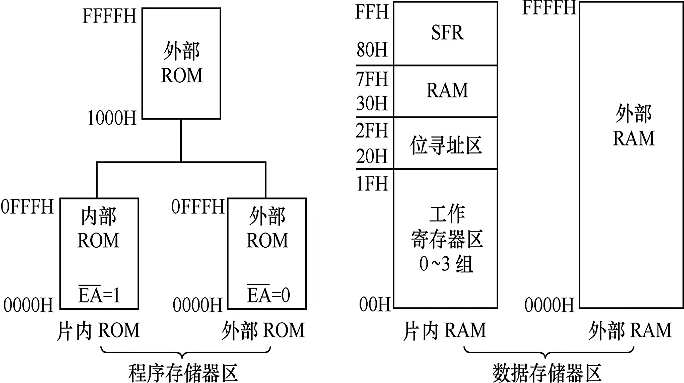 FFFFH
外部
ROM
1000H
0FFFH
内部
ROM
E̅A̅=1
0000H
片内 ROM
0FFFH
外部
ROM
E̅A̅=0
0000H
外部 ROM
程序存储器区
FFH
SFR
80H
7FH
RAM
30H
2FH
位寻址区
20H
1FH
工作
寄存器区
0~3 组
00H
片内 RAM
FFFFH
外部
RAM
0000H
外部 RAM
数据存储器区